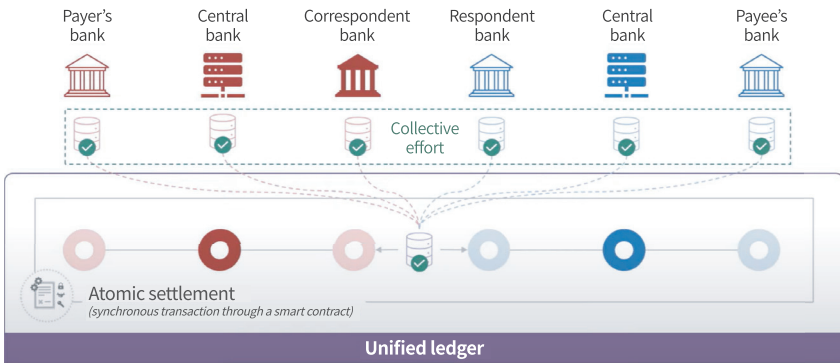 Payer's
bank
Central
bank
Correspondent
bank
Respondent
bank
Central
bank
Payee's
bank
Collective
effort
Atomic settlement
(synchronous transaction through a smart contract)
Unified ledger